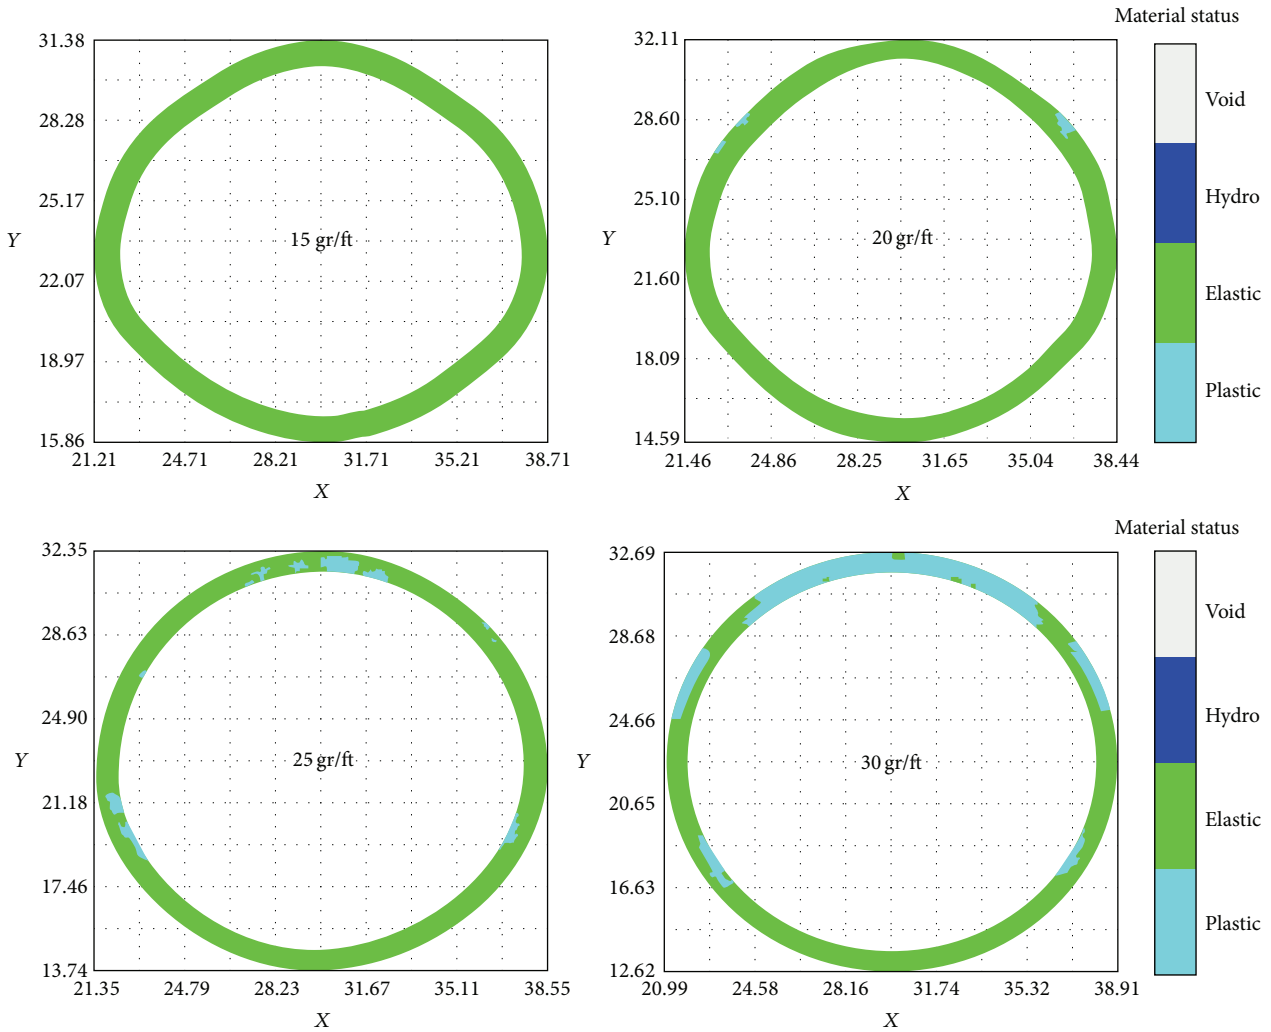 Material status
31.38
28.28
25.17
22.07
18.97
15.86
Y
15 gr/ft
21.21 24.71 28.21 31.71 35.21 38.71
X
32.11
28.60
25.10
21.60
18.09
14.59
Y
20 gr/ft
21.46 24.86 28.25 31.65 35.04 38.44
X
Void
Hydro
Elastic
Plastic
32.35
28.63
24.90
21.18
17.46
13.74
Y
25 gr/ft
21.35 24.79 28.23 31.67 35.11 38.55
X
32.69
28.68
24.66
20.65
16.63
12.62
Y
30 gr/ft
20.99 24.58 28.16 31.74 35.32 38.91
X
Material status
Void
Hydro
Elastic
Plastic